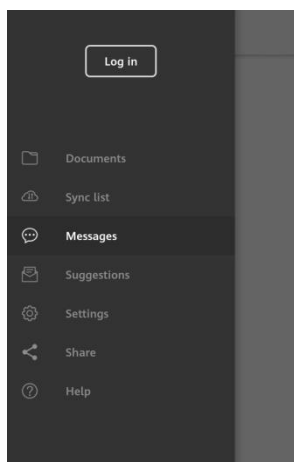 Log in
Documents
Sync list
Messages
Suggestions
Settings
Share
Help